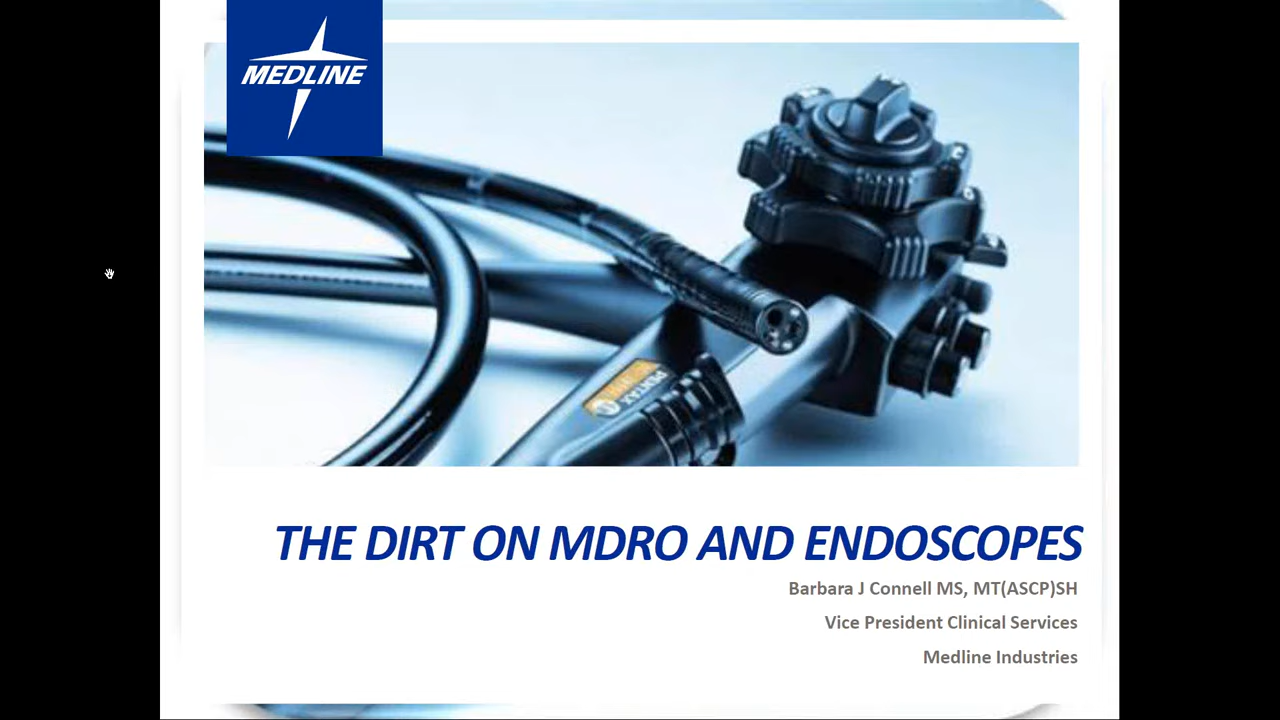 MEDLINE
PENTAX
THE DIRT ON MDRO AND ENDOSCOPES
Barbara J Connell MS, MT(ASCP)SH
Vice President Clinical Services
Medline Industries